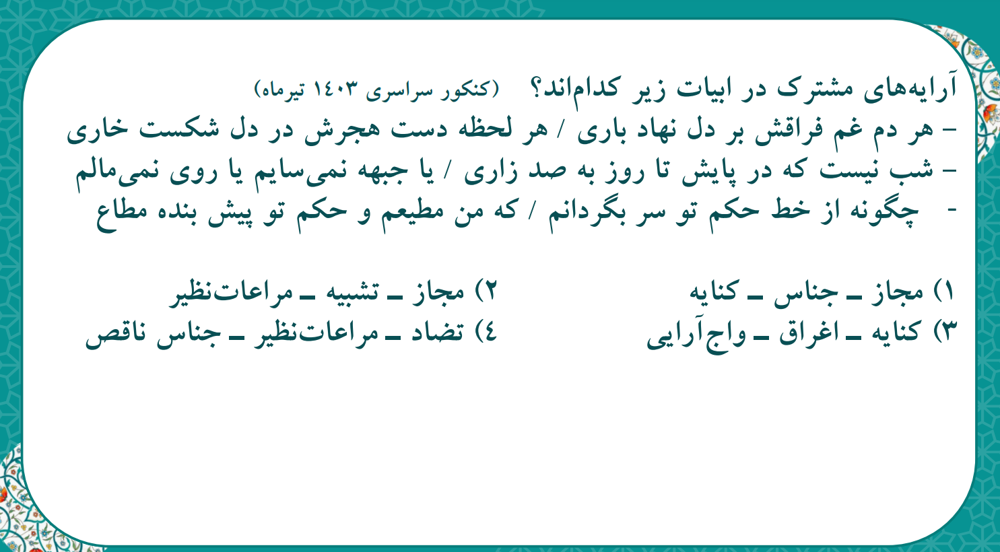 آرایه‌های مشترک در ابیات زیر کدام‌اند؟ (کنکور سراسری ۱۴۰۳ تیرماه)
– هر دم غم فراقش بر دل نهاد باری / هر لحظه دست هجرش در دل شکست خاری
– شب نیست که در پایش تا روز به صد زاری / یا جبهه نمی‌سایم یا روی نمی‌مالم
- چگونه از خط حکم تو سر بگردانم / که من مطیعم و حکم تو پیش بنده مطاع
۱) مجاز – جناس – کنایه ۲) مجاز – تشبیه – مراعات‌نظیر
۳) کنایه – اغراق – واج‌آرایی ۴) تضاد – مراعات‌نظیر – جناس ناقص